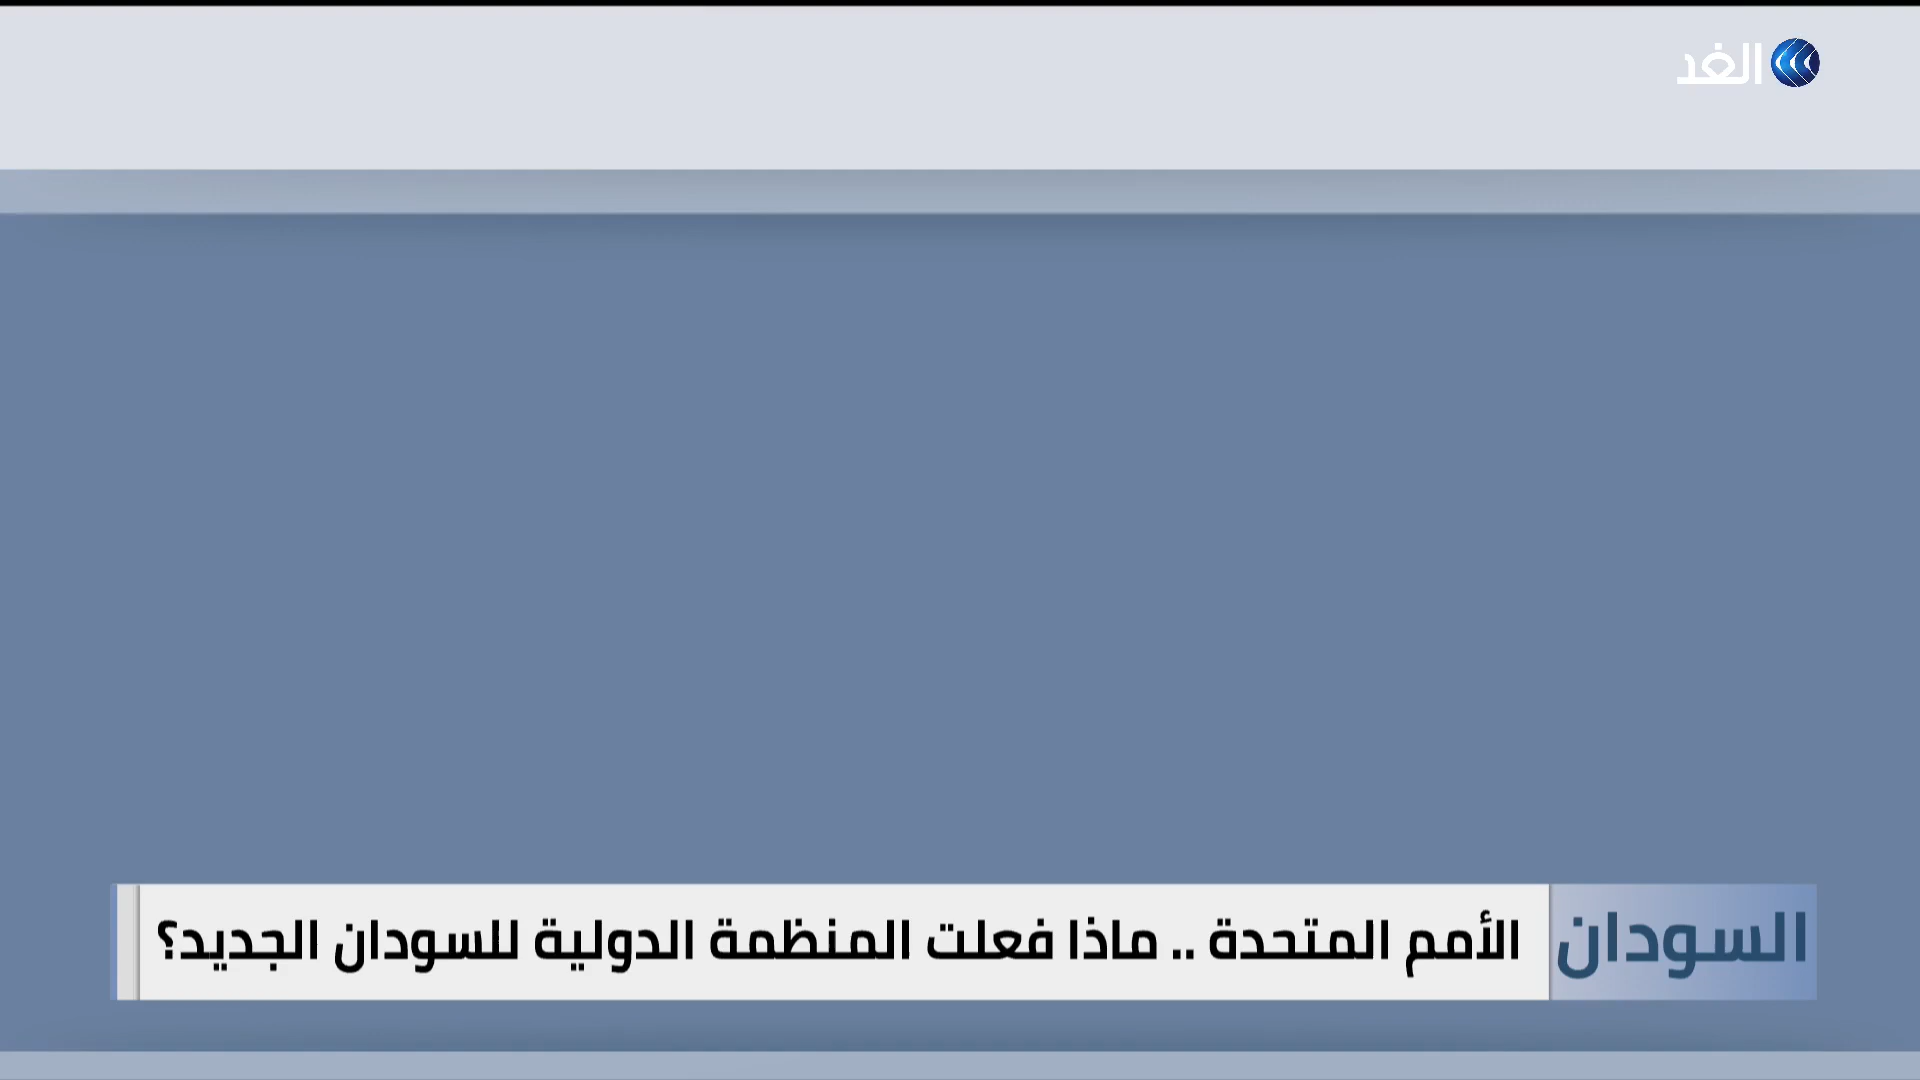 الغد
السودان
الأمم المتحدة .. ماذا فعلت المنظمة الدولية للسودان الجديد؟